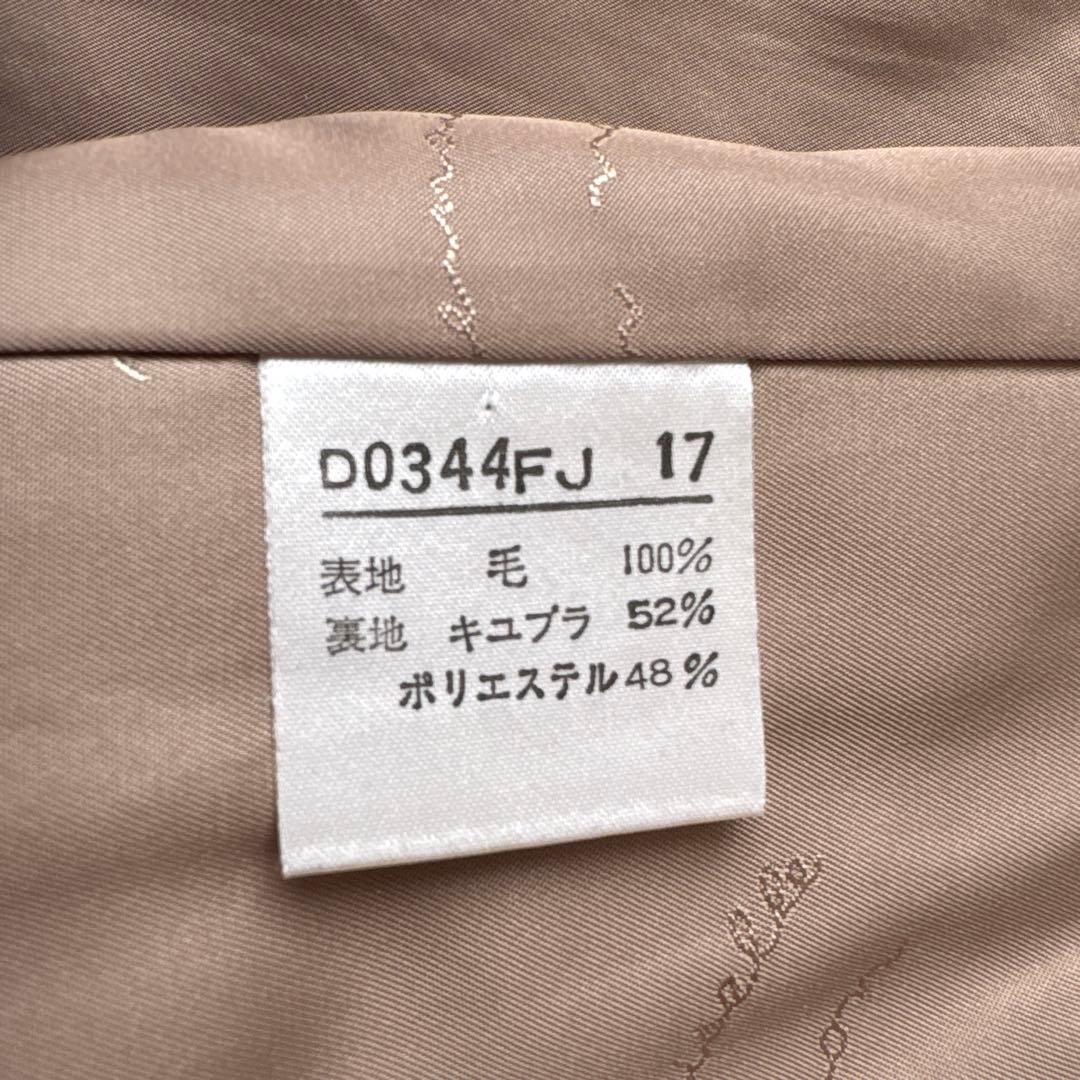 D0344FJ 17
表地 毛 100%
裏地 キュプラ 52%
ポリエステル 48%